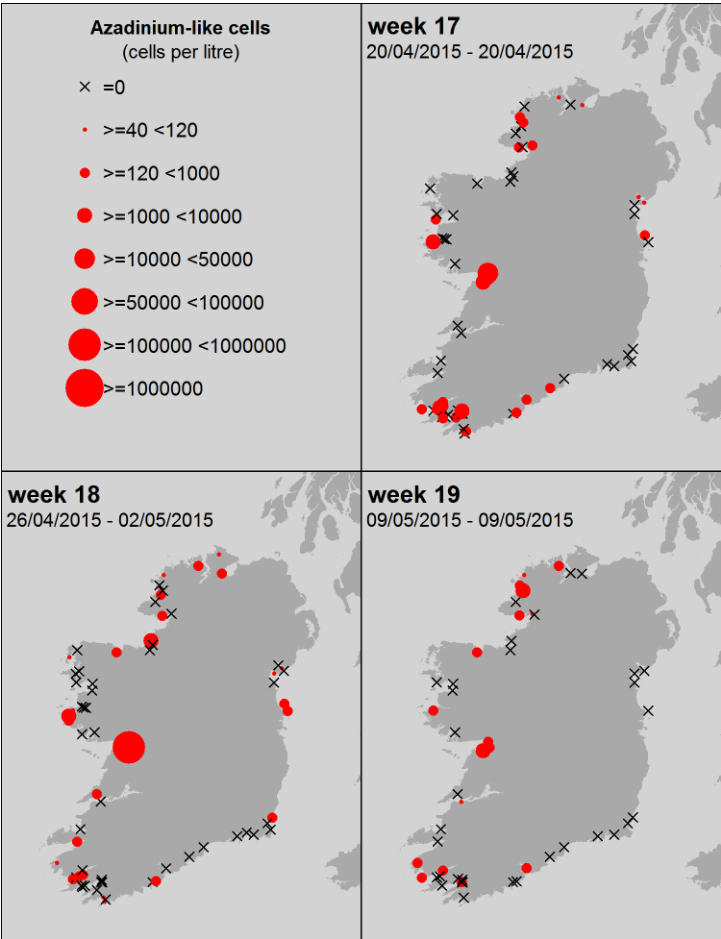 Azadinium-like cells
(cells per litre)
=0
>=40 <120
>=120 <1000
>=1000 <10000
>=10000 <50000
>=50000 <100000
>=100000 <1000000
>=1000000
week 17
20/04/2015 - 20/04/2015
week 18
26/04/2015 - 02/05/2015
week 19
09/05/2015 - 09/05/2015